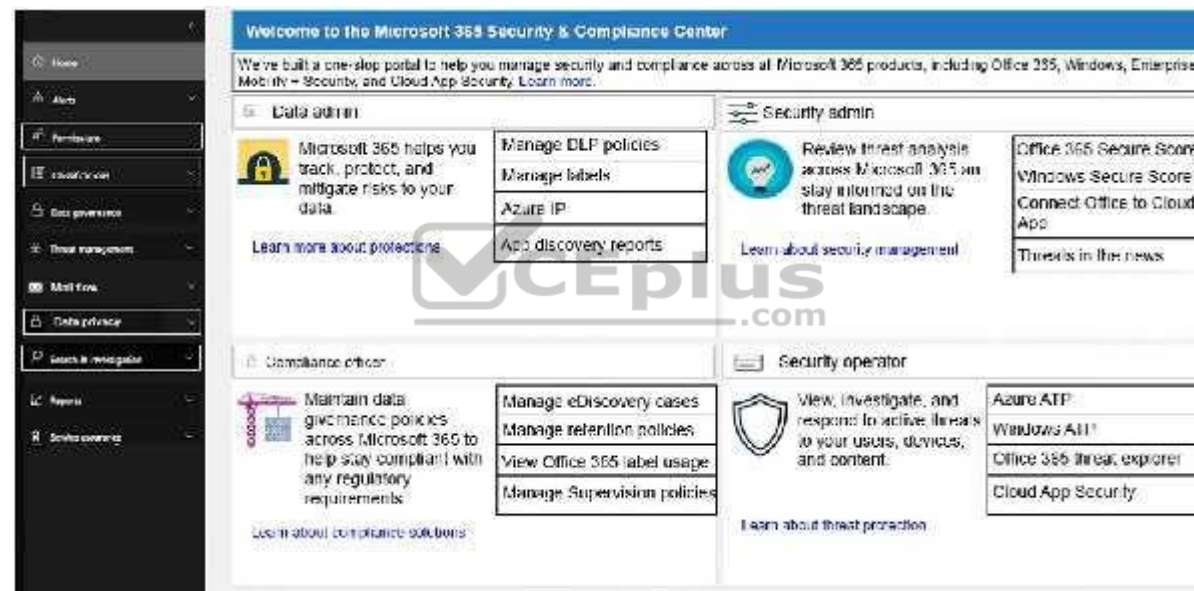 Welcome to the Microsoft 365 Security & Compliance Center
We've built a one-stop portal to help you manage security and compliance across all Microsoft 365 products, including Office 365, Windows, Enterprise
Mobility + Security, and Cloud App Security. Learn more.
Home
Alerts
Permissions
Classification
Data governance
Threat management
Mail flow
Data privacy
Search & investigation
Reports
Service assurance
Data admin
Microsoft 365 helps you
track, protect, and
mitigate risks to your
data.
Learn more about protections
Manage DLP policies
Manage labels
Azure IP
App discovery reports
Security admin
Review threat analysis
across Microsoft 365 an
stay informed on the
threat landscape.
Learn about security management
Office 365 Secure Score
Windows Secure Score
Connect Office to Cloud
App
Threats in the news
VCEplus
.com
Compliance officer
Maintain data
governance policies
across Microsoft 365 to
help stay compliant with
any regulatory
requirements
Learn about compliance solutions
Manage eDiscovery cases
Manage retention policies
View Office 365 label usage
Manage Supervision policies
Security operator
View, Investigate, and
respond to active threats
to your users, devices,
and content.
Learn about threat protection
Azure ATP
Windows ATP
Office 365 threat explorer
Cloud App Security